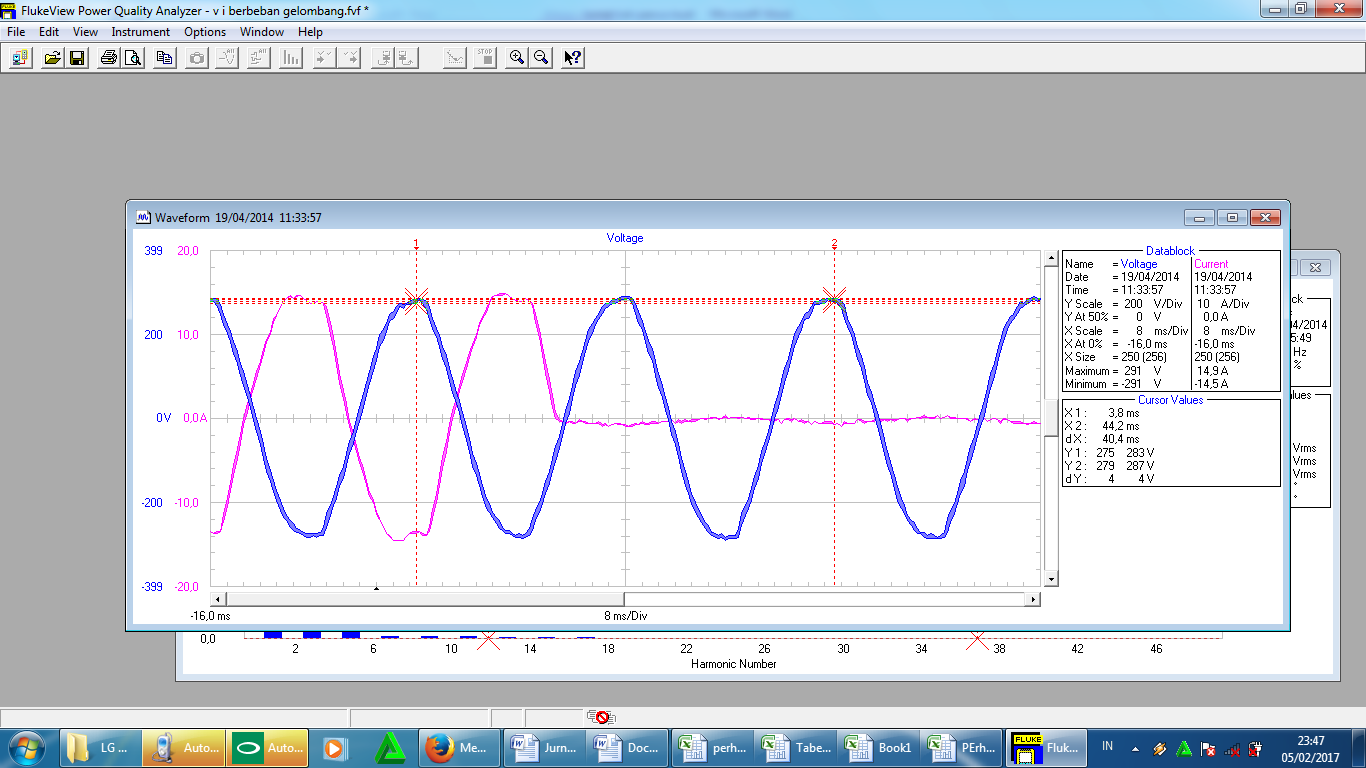 FlukeView Power Quality Analyzer - v i berbeban gelombang.fvf *
File Edit View Instrument Options Window Help
STOP
Waveform 19/04/2014 11:33:57
Voltage
399 20.0
200 10.0
0V 0,0 A
-200 -10.0
-399 -20.0
1
2
-16,0 ms
8 ms/Div
Datablock
Name = Voltage Current
Date = 19/04/2014 19/04/2014
Time = 11:33:57 11:33:57
Y Scale = 200 V/Div 10 A/Div
Y At 50% = 0 V 0,0 A
X Scale = 8 ms/Div 8 ms/Div
X At 0% = -16,0 ms -16,0 ms
X Size = 250 (256) 250 (256)
Maximum = 291 V 14,9 A
Minimum = -291 V -14,5 A
Cursor Values
X 1 : 3,8 ms
X 2 : 44,2 ms
d X : 40,4 ms
Y 1 : 275 283 V
Y 2 : 279 287 V
d Y : 4 4 V
Hz
%
Vrms
Vrms
Vrms
°
°
0,0
2 6 10 14 18 22 26 30 34 38 42 46
Harmonic Number
LG ... Auto... Auto... Me... Jurn... Doc... perh... Tabe... Book1 PErh... FLUKE Fluk... IN
23:47
05/02/2017